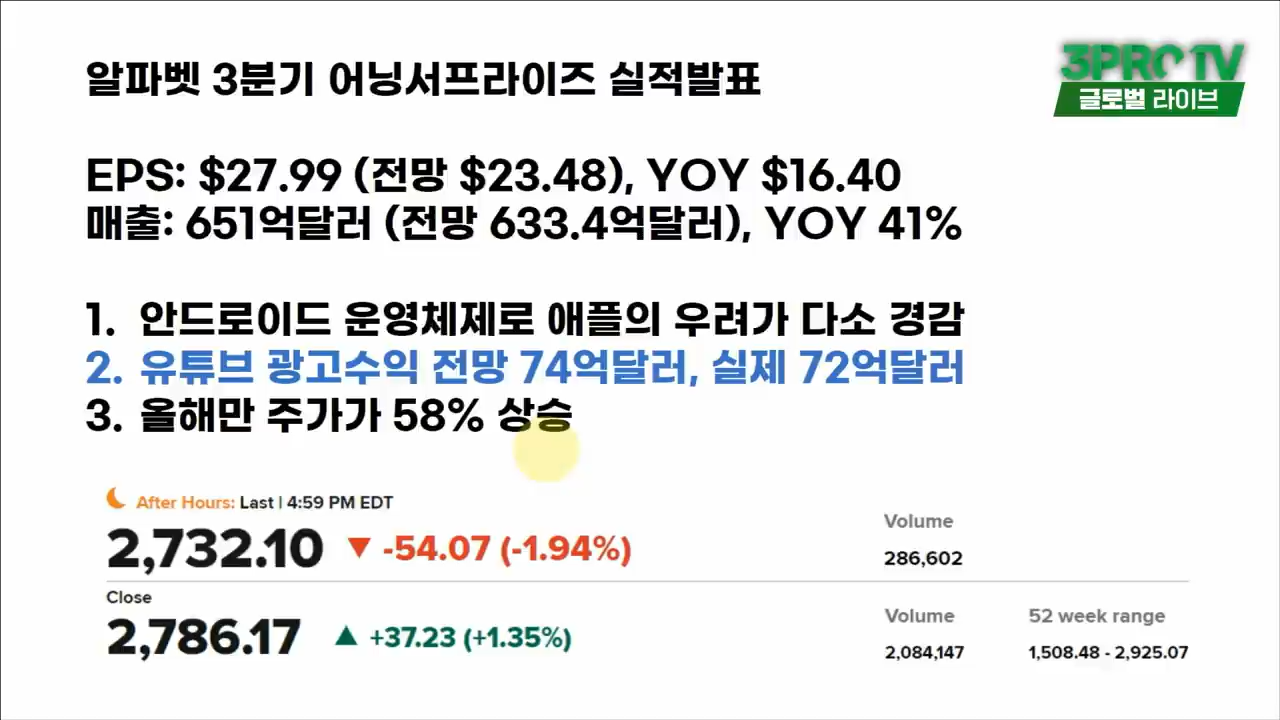 알파벳 3분기 어닝서프라이즈 실적발표
3PRO TV
글로벌 라이브
EPS: $27.99 (전망 $23.48), YOY $16.40
매출: 651억달러 (전망 633.4억달러), YOY 41%
1. 안드로이드 운영체제로 애플의 우려가 다소 경감
2. 유튜브 광고수익 전망 74억달러, 실제 72억달러
3. 올해만 주가가 58% 상승
After Hours: Last | 4:59 PM EDT
2,732.10 ▼ -54.07 (-1.94%)
Volume
286,602
Close
2,786.17 ▲ +37.23 (+1.35%)
Volume 52 week range
2,084,147 1,508.48 - 2,925.07